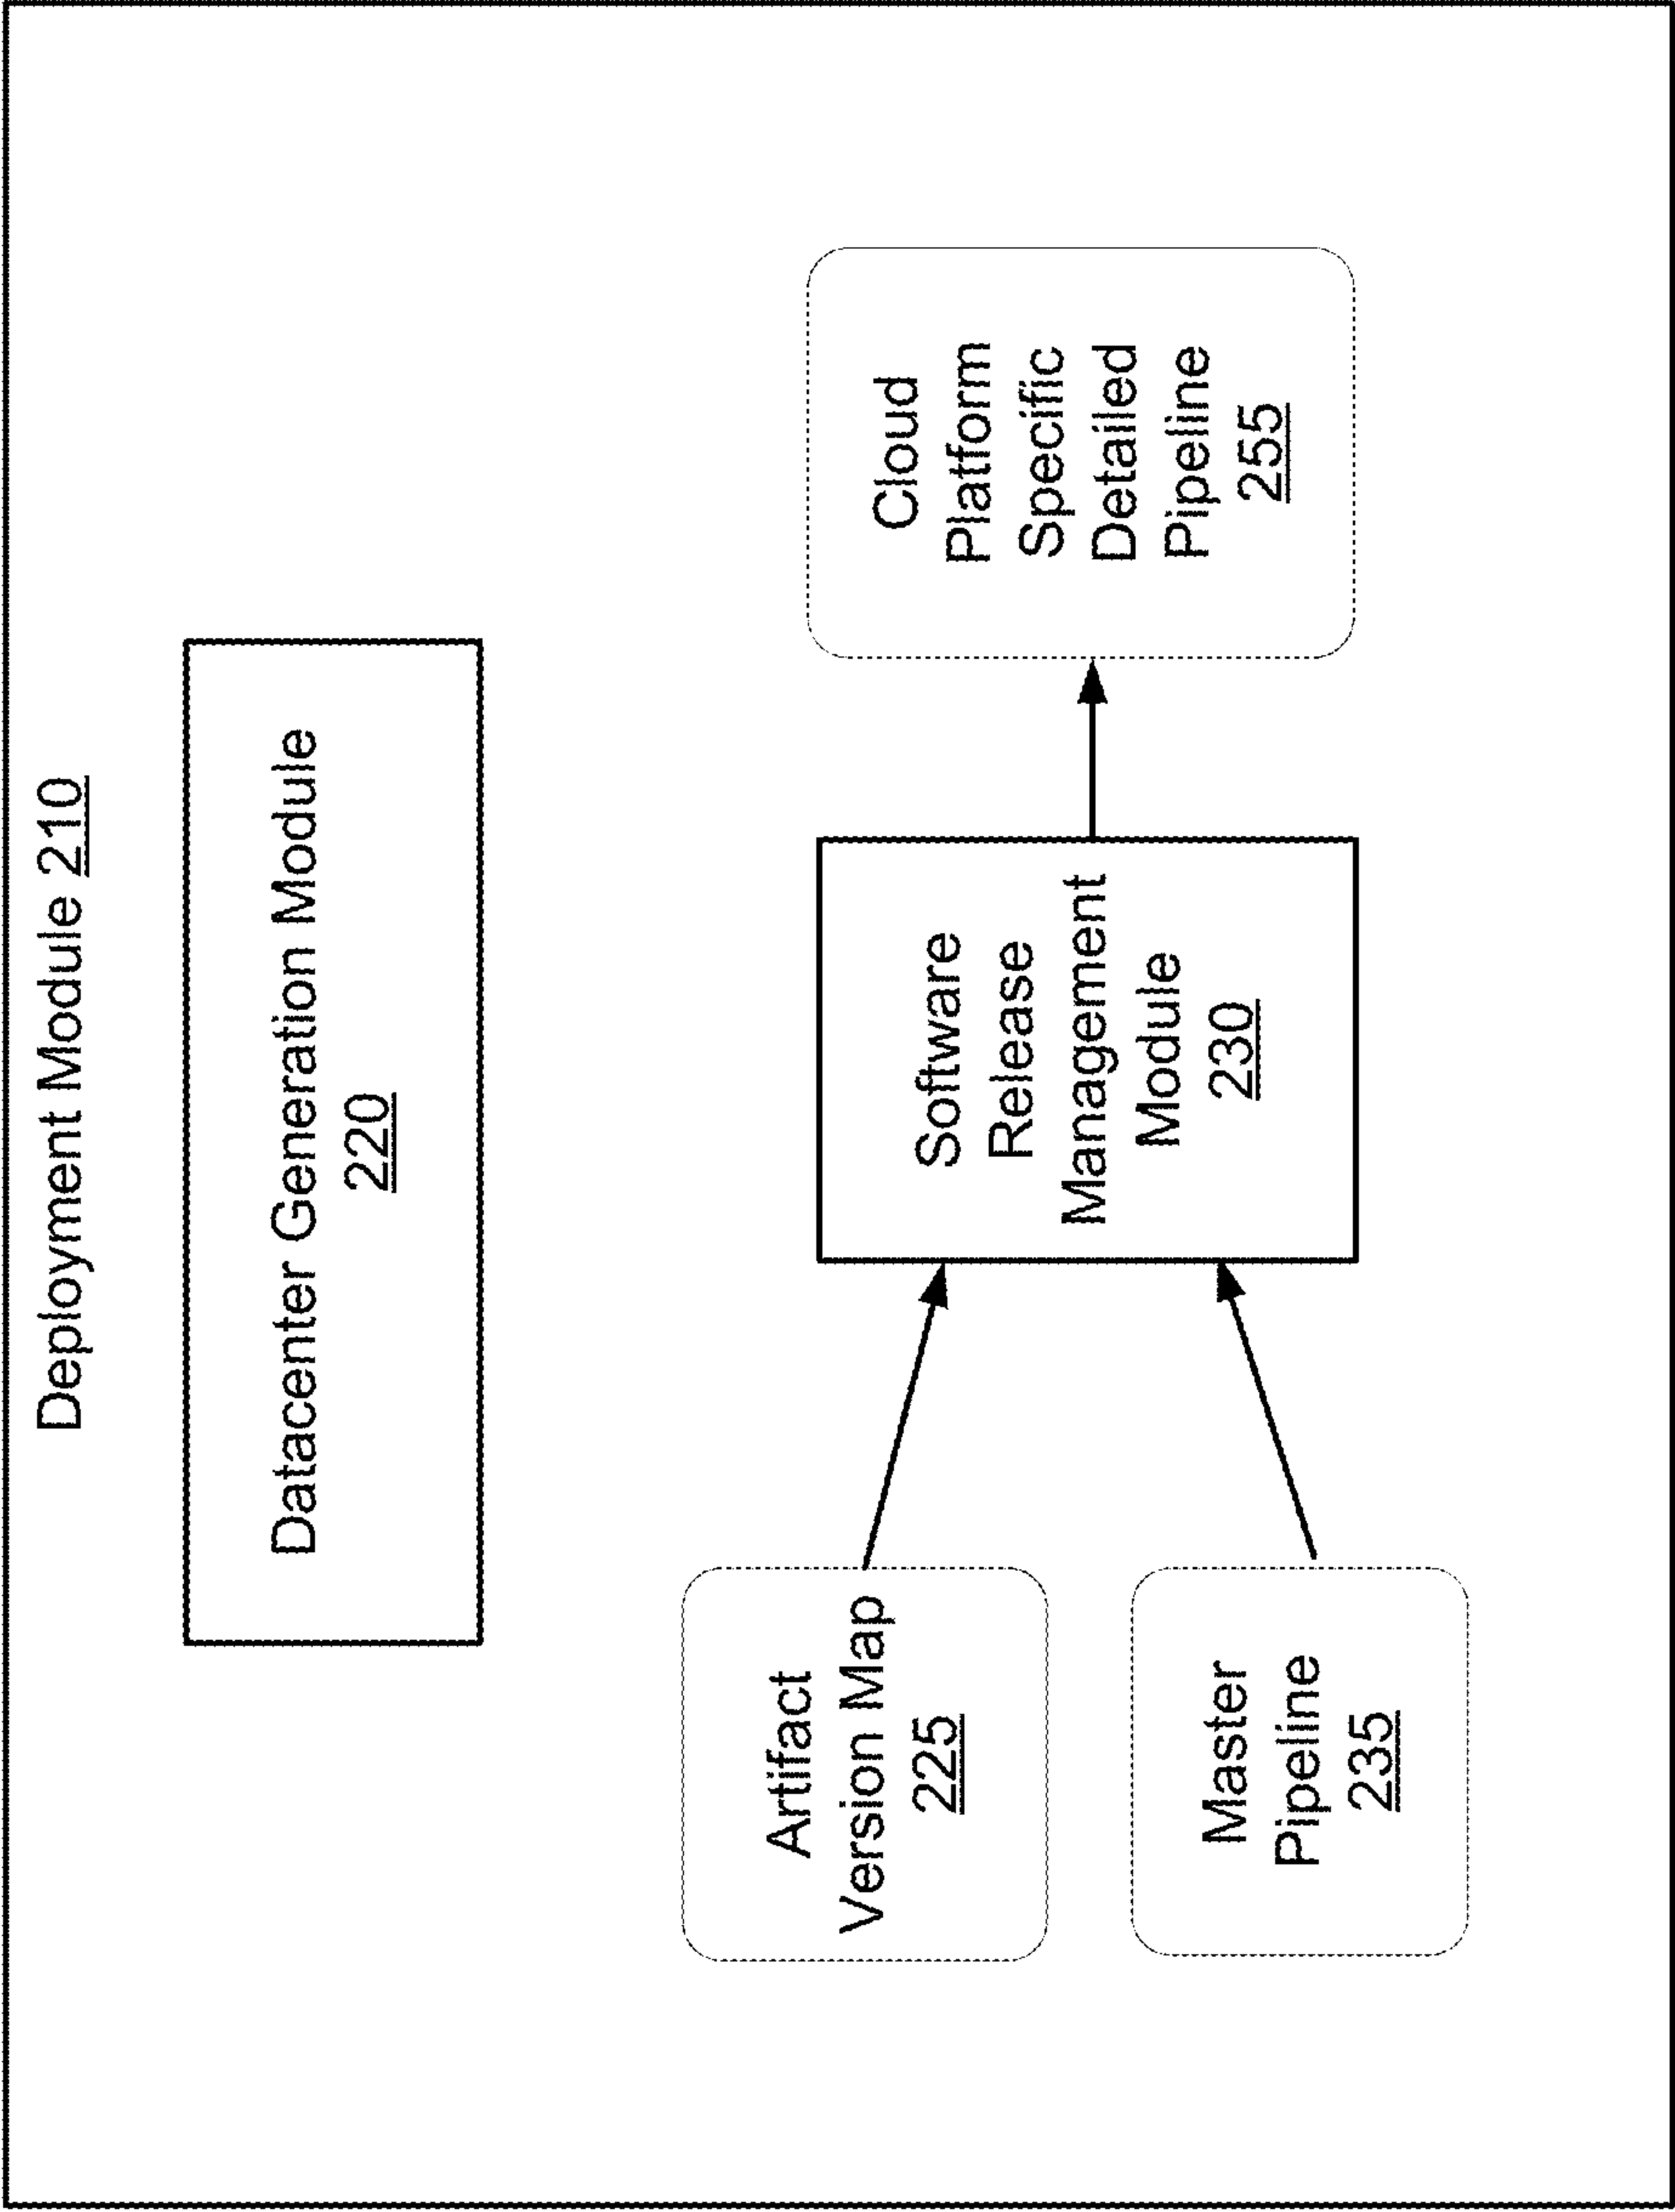 Deployment Module 210
Datacenter Generation Module
220
Artifact
Version Map
225
Master
Pipeline
235
Software
Release
Management
Module
230
Cloud
Platform
Specific
Detailed
Pipeline
255